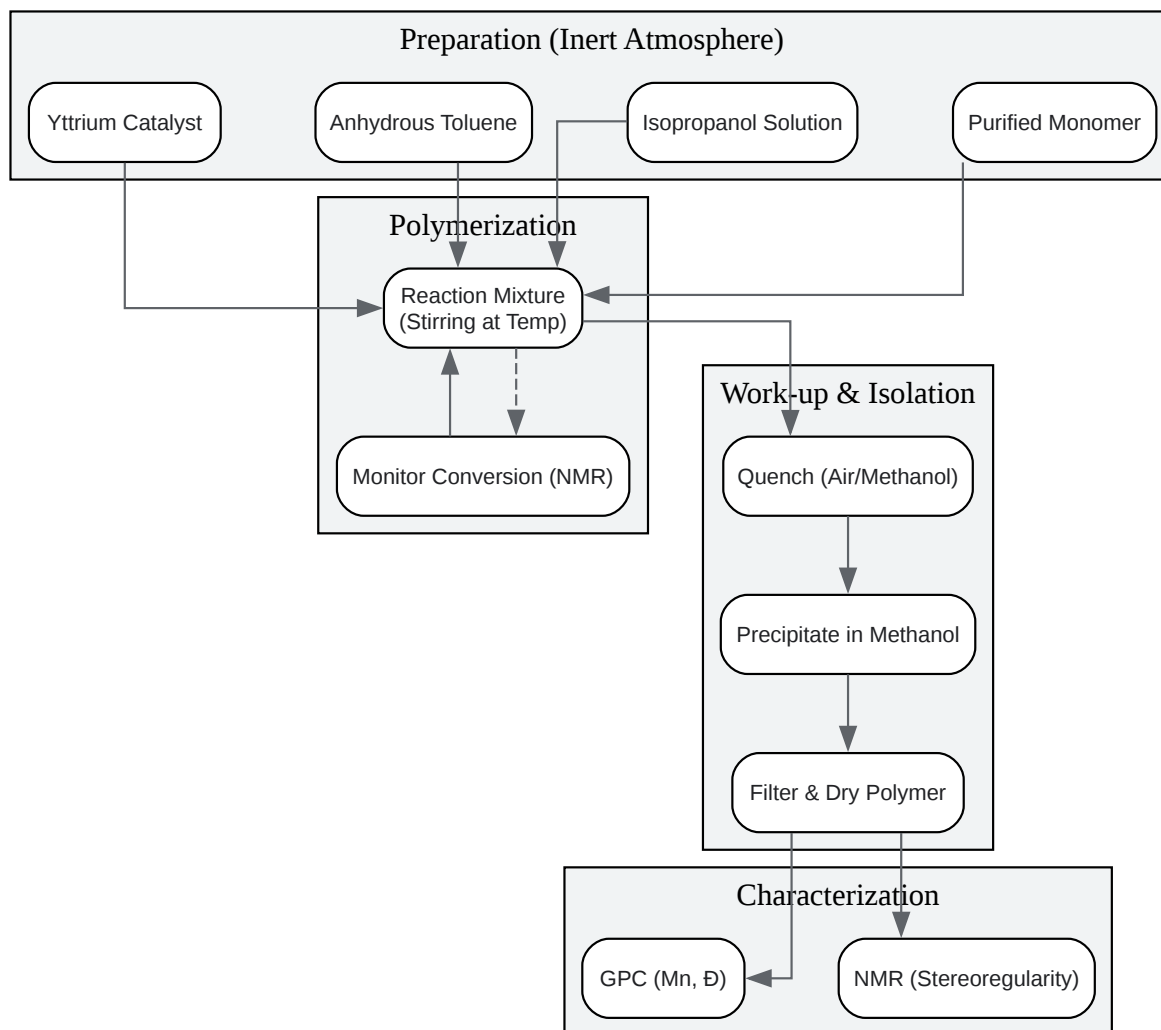 Preparation (Inert Atmosphere)
Yttrium Catalyst
Anhydrous Toluene
Isopropanol Solution
Purified Monomer
Polymerization
Reaction Mixture
(Stirring at Temp)
Monitor Conversion (NMR)
Work-up & Isolation
Quench (Air/Methanol)
Precipitate in Methanol
Filter & Dry Polymer
Characterization
GPC (Mn, Đ)
NMR (Stereoregularity)